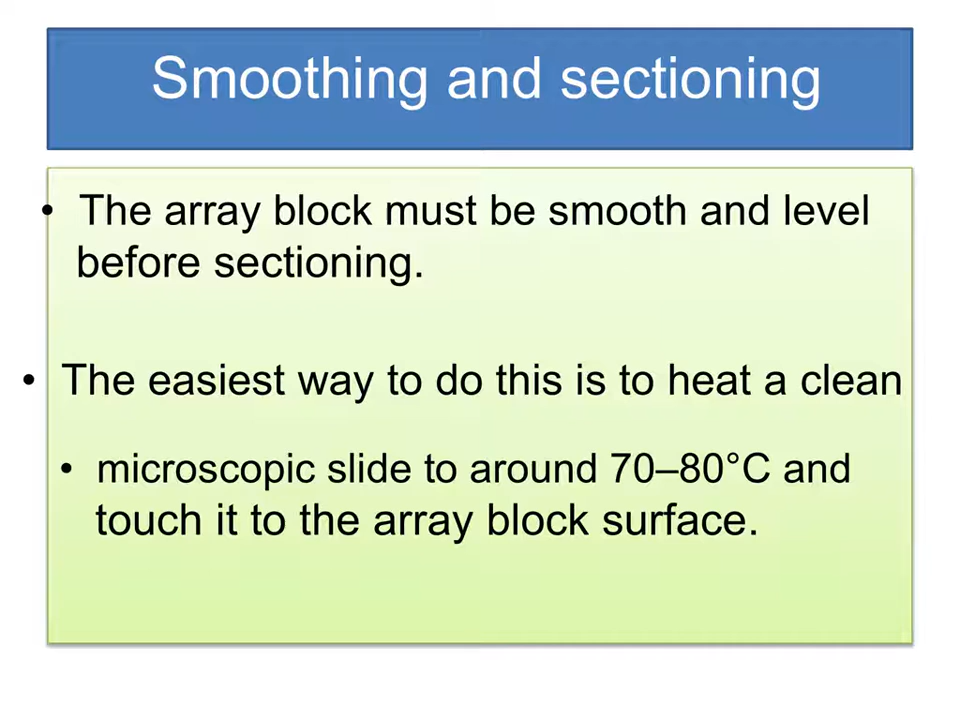 Smoothing and sectioning
• The array block must be smooth and level
before sectioning.
• The easiest way to do this is to heat a clean
• microscopic slide to around 70–80°C and
touch it to the array block surface.